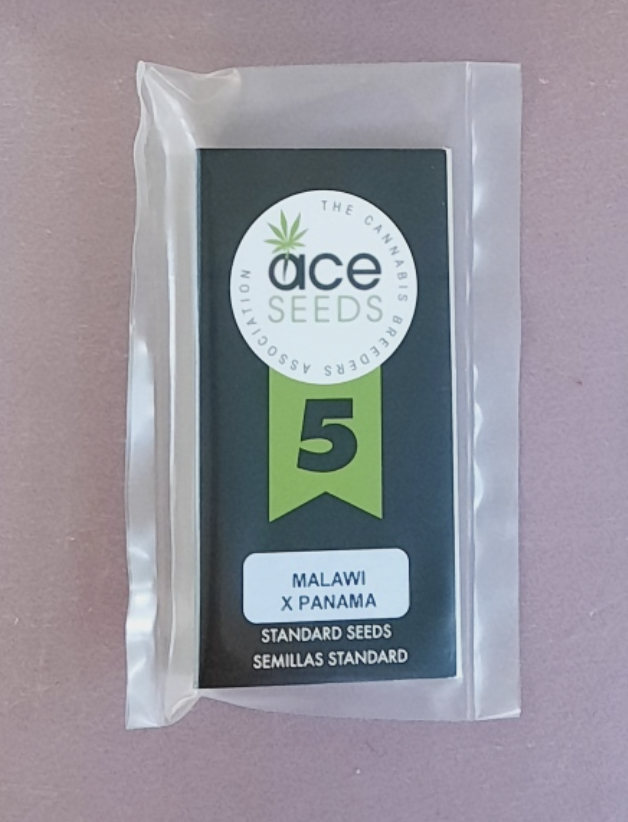 THE CANNABIS BREEDERS ASSOCIATION
ace
SEEDS
5
MALAWI
X PANAMA
STANDARD SEEDS
SEMILLAS STANDARD